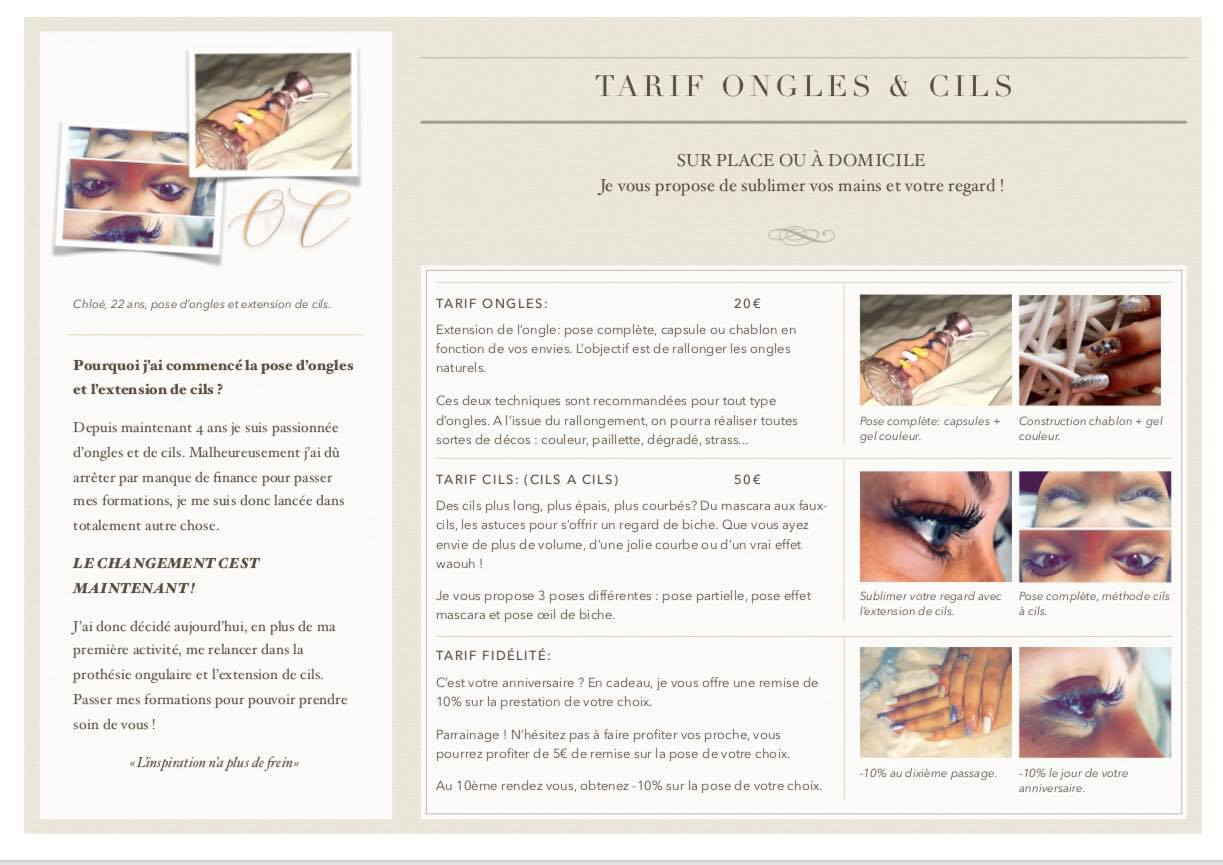 OC
Chloé, 22 ans, pose d'ongles et extension de cils.
Pourquoi j'ai commencé la pose d'ongles
et l'extension de cils ?
Depuis maintenant 4 ans je suis passionnée
d'ongles et de cils. Malheureusement j'ai dû
arrêter par manque de finance pour passer
mes formations, je me suis donc lancée dans
totalement autre chose.
LE CHANGEMENT C'EST
MAINTENANT !
J'ai donc décidé aujourd'hui, en plus de ma
première activité, me relancer dans la
prothésie ongulaire et l'extension de cils.
Passer mes formations pour pouvoir prendre
soin de vous !
«L'inspiration n'a plus de frein»
TARIF ONGLES & CILS
SUR PLACE OU À DOMICILE
Je vous propose de sublimer vos mains et votre regard !
TARIF ONGLES: 20€
Extension de l'ongle: pose complète, capsule ou chablon en
fonction de vos envies. L'objectif est de rallonger les ongles
naturels.
Ces deux techniques sont recommandées pour tout type
d'ongles. A l'issue du rallongement, on pourra réaliser toutes
sortes de décos : couleur, paillette, dégradé, strass...
Pose complète: capsules +
gel couleur.
Construction chablon + gel
couleur.
TARIF CILS: (CILS A CILS) 50€
Des cils plus long, plus épais, plus courbés? Du mascara aux faux-
cils, les astuces pour s'offrir un regard de biche. Que vous ayez
envie de plus de volume, d'une jolie courbe ou d'un vrai effet
waouh !
Je vous propose 3 poses différentes : pose partielle, pose effet
mascara et pose œil de biche.
Sublimer votre regard avec
l'extension de cils.
Pose complète, méthode cils
à cils.
TARIF FIDÉLITÉ:
C'est votre anniversaire ? En cadeau, je vous offre une remise de
10% sur la prestation de votre choix.
Parrainage ! N'hésitez pas à faire profiter vos proche, vous
pourrez profiter de 5€ de remise sur la pose de votre choix.
Au 10ème rendez vous, obtenez -10% sur la pose de votre choix.
-10% au dixième passage.
-10% le jour de votre
anniversaire.